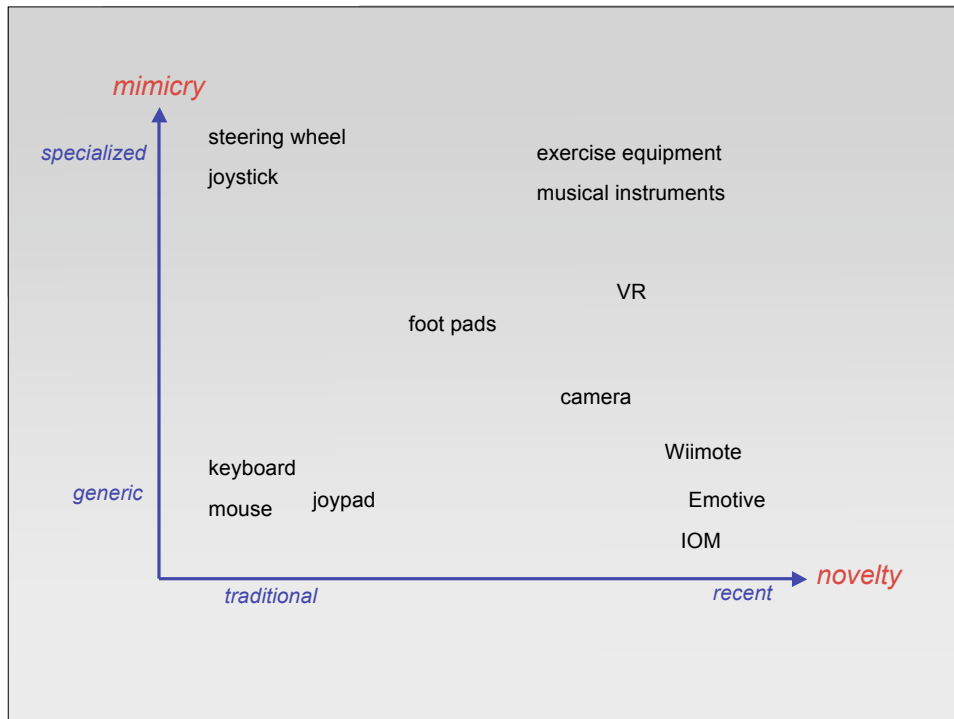 mimicry
steering wheel
specialized
exercise equipment
joystick
musical instruments
VR
foot pads
camera
Wiimote
keyboard
generic
mouse
joypad
Emotive
IOM
novelty
traditional
recent